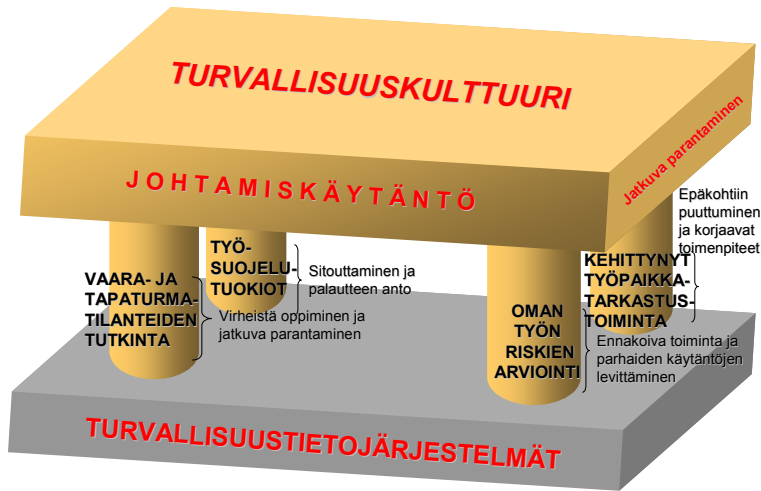 TURVALLISUUSKULTTUURI
Jatkuva parantaminen
JOHTAMISKÄYTÄNTÖ
Epäkohtiin
puuttuminen
ja korjaavat
toimenpiteet
TYÖ-
SUOJELU-
TUOKIOT
Sitouttaminen ja
palautteen anto
KEHITTYNYT
TYÖPAIKKA-
TARKASTUS-
TOIMINTA
VAARA- JA
TAPATURMA-
TILANTEIDEN
TUTKINTA
Virheistä oppiminen ja
jatkuva parantaminen
OMAN
TYÖN
RISKIEN
ARVIOINTI
Ennakoiva toiminta ja
parhaiden käytäntöjen
levittäminen
TURVALLISUUSTIETOJÄRJESTELMÄT